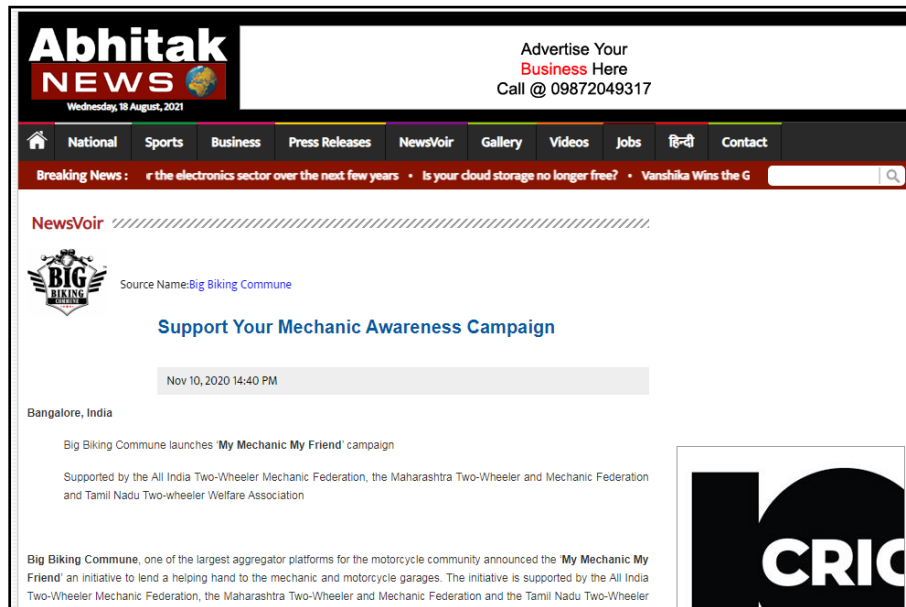 Abhitak
NEWS
Wednesday, 18 August, 2021
Advertise Your
Business Here
Call @ 09872049317
National Sports Business Press Releases NewsVoir Gallery Videos Jobs हिन्दी Contact
Breaking News : r the electronics sector over the next few years • Is your cloud storage no longer free? • Vanshika Wins the G
NewsVoir
BIG
BIKING
COMMUNE
Source Name:Big Biking Commune
Support Your Mechanic Awareness Campaign
Nov 10, 2020 14:40 PM
Bangalore, India
Big Biking Commune launches 'My Mechanic My Friend' campaign
Supported by the All India Two-Wheeler Mechanic Federation, the Maharashtra Two-Wheeler and Mechanic Federation
and Tamil Nadu Two-wheeler Welfare Association
Big Biking Commune, one of the largest aggregator platforms for the motorcycle community announced the 'My Mechanic My
Friend' an initiative to lend a helping hand to the mechanic and motorcycle garages. The initiative is supported by the All India
Two-Wheeler Mechanic Federation, the Maharashtra Two-Wheeler and Mechanic Federation and the Tamil Nadu Two-Wheeler
CRIC